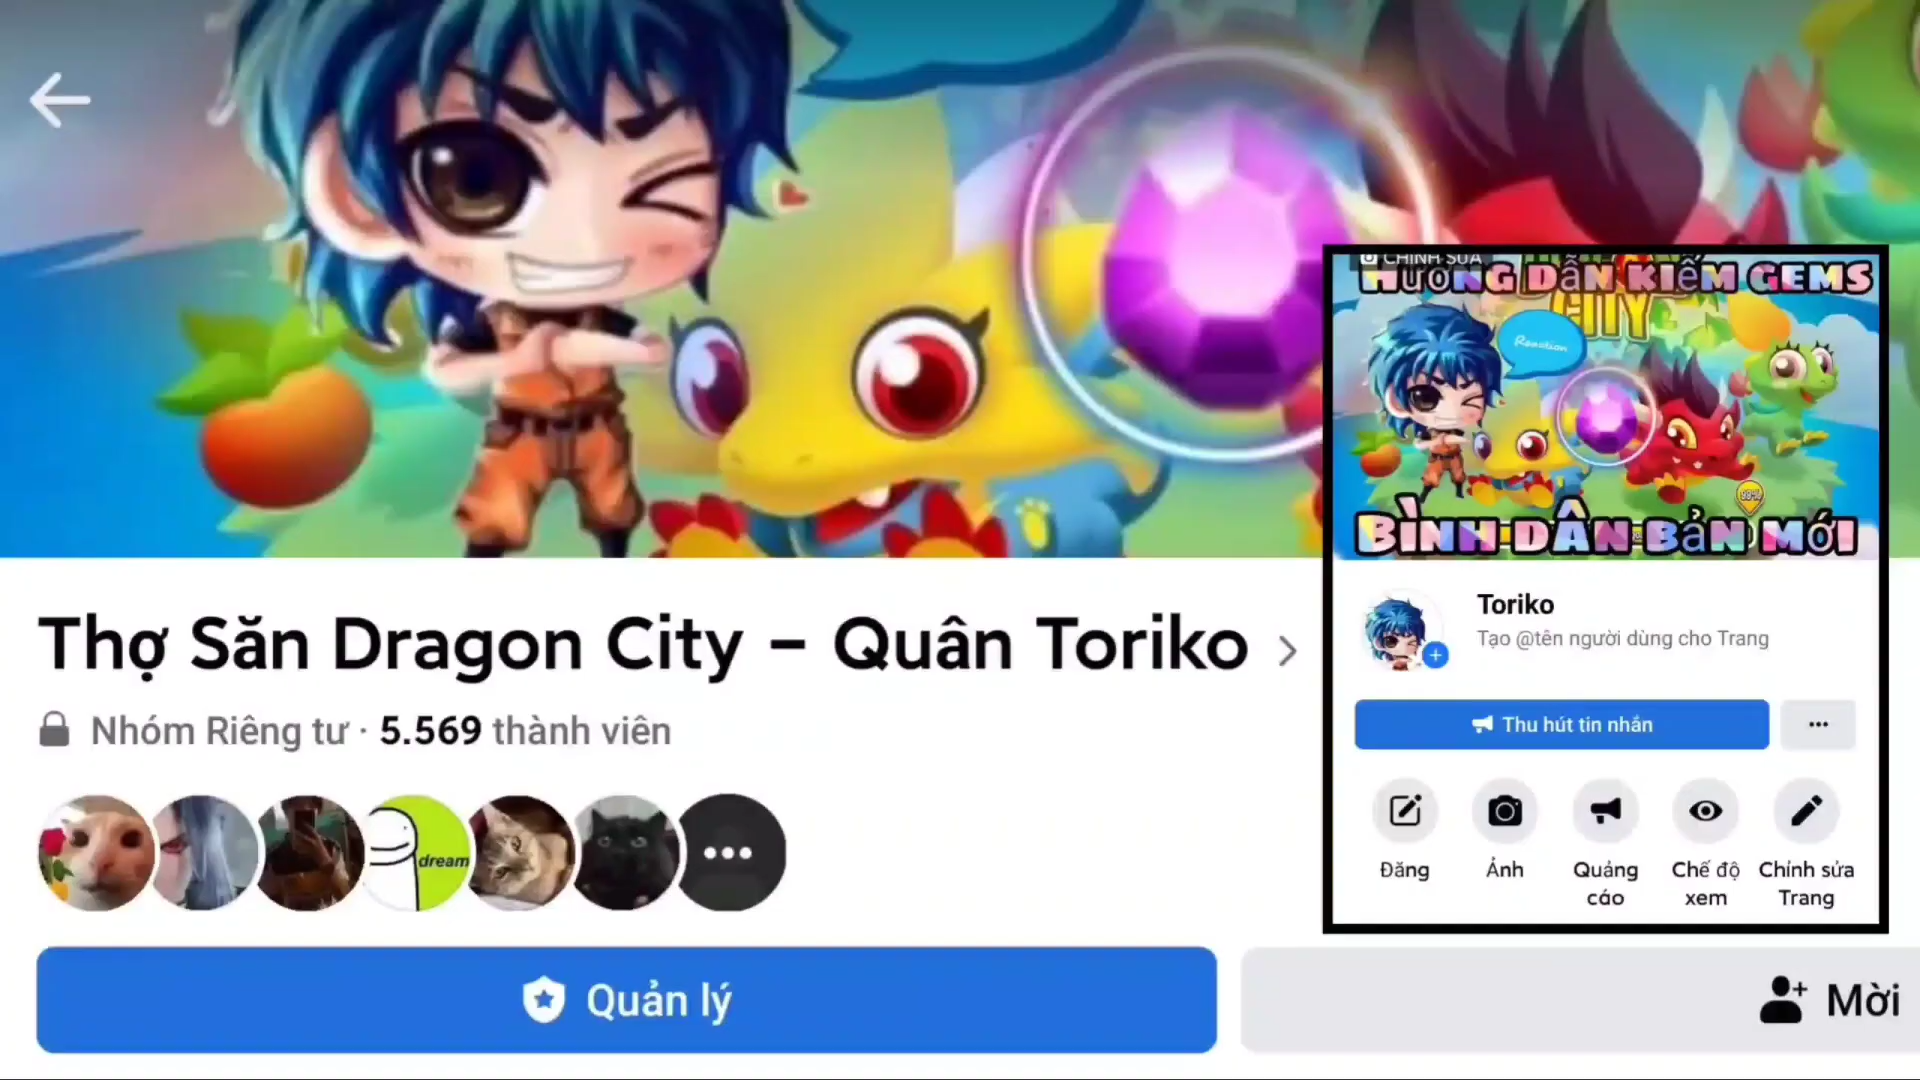 Thợ Săn Dragon City – Quân Toriko
Nhóm Riêng tư · 5.569 thành viên
dream
Quản lý
Mời
CHỈNH SỬA
HƯỚNG DẪN KIẾM GEMS
CITY
Reaction
99%
BÌNH DÂN BẢN MỚI
Toriko
Tạo @tên người dùng cho Trang
Thu hút tin nhắn
Đăng
Ảnh
Quảng cáo
Chế độ xem
Chỉnh sửa Trang